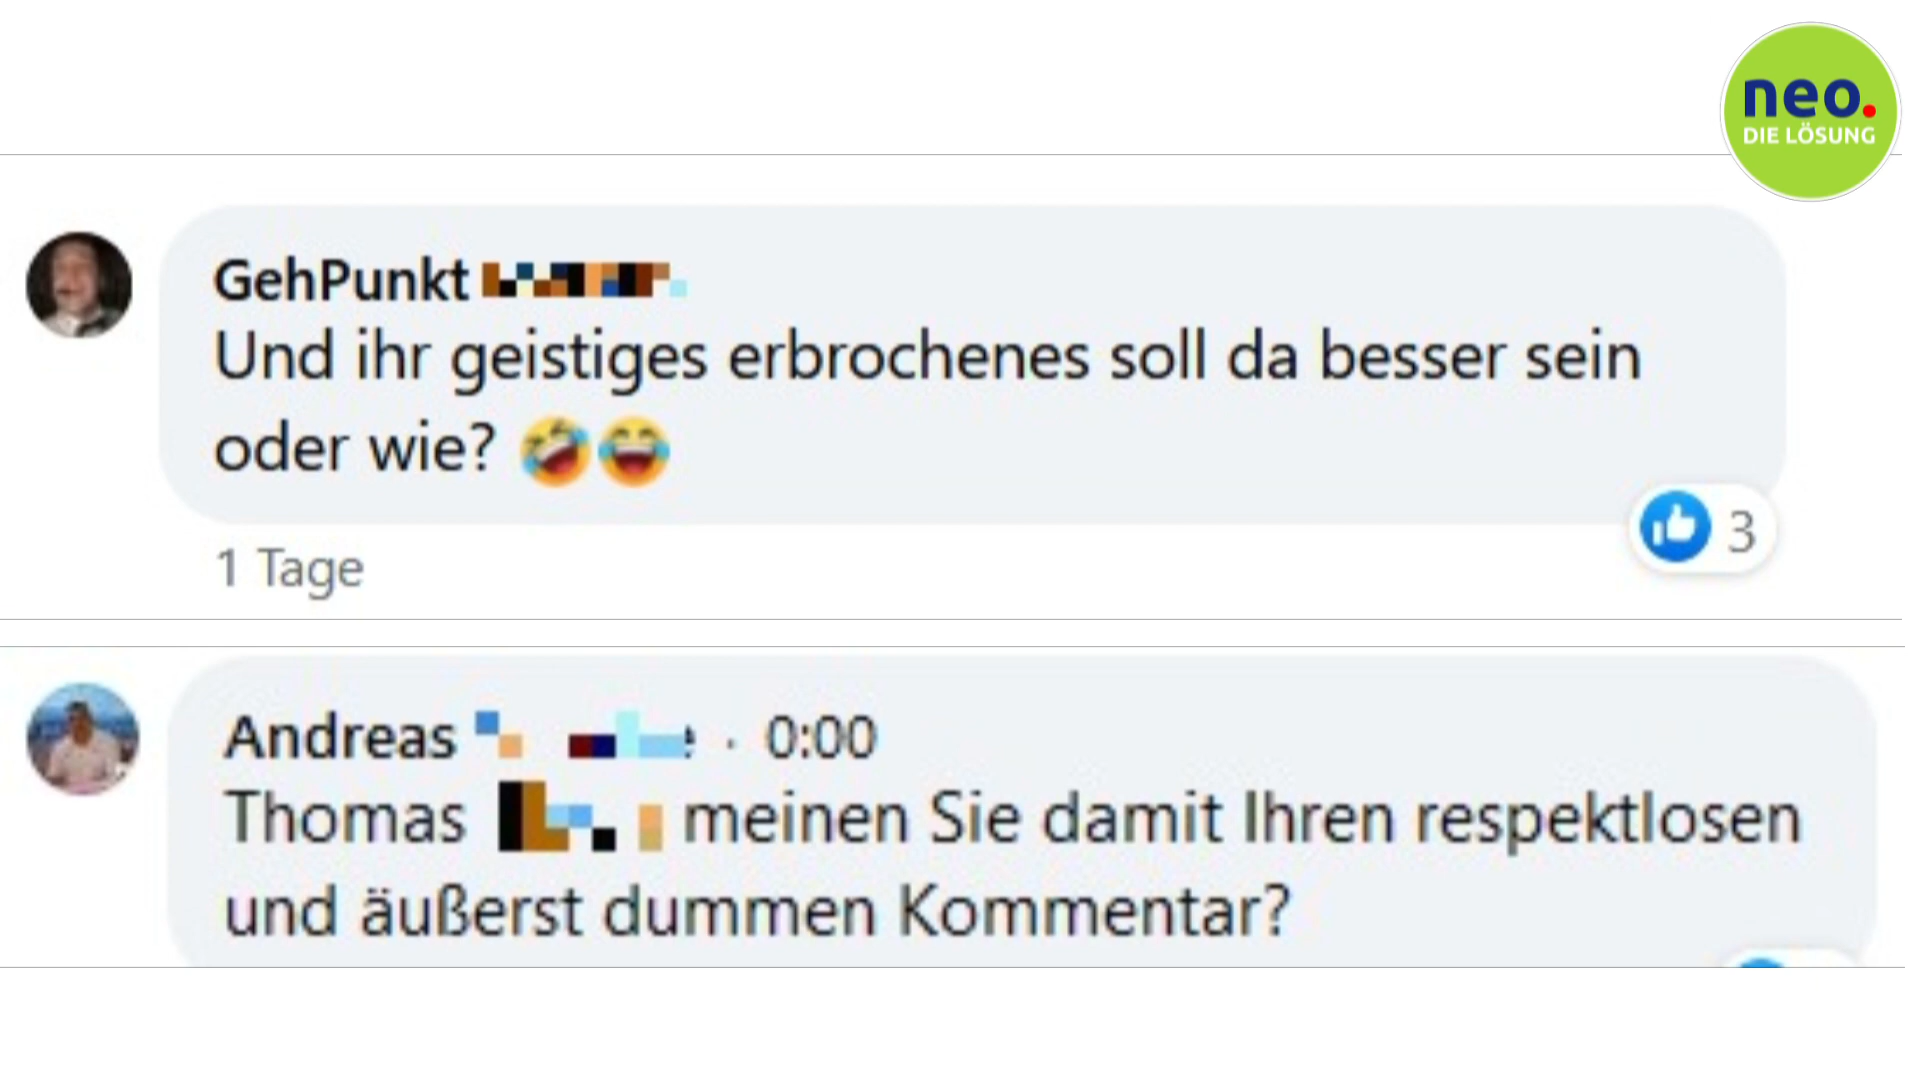 neo.
DIE LÖSUNG
GehPunkt
Und ihr geistiges erbrochenes soll da besser sein
oder wie? 🤣😂
3
1 Tage
Andreas · 0:00
Thomas meinen Sie damit Ihren respektlosen
und äußerst dummen Kommentar?